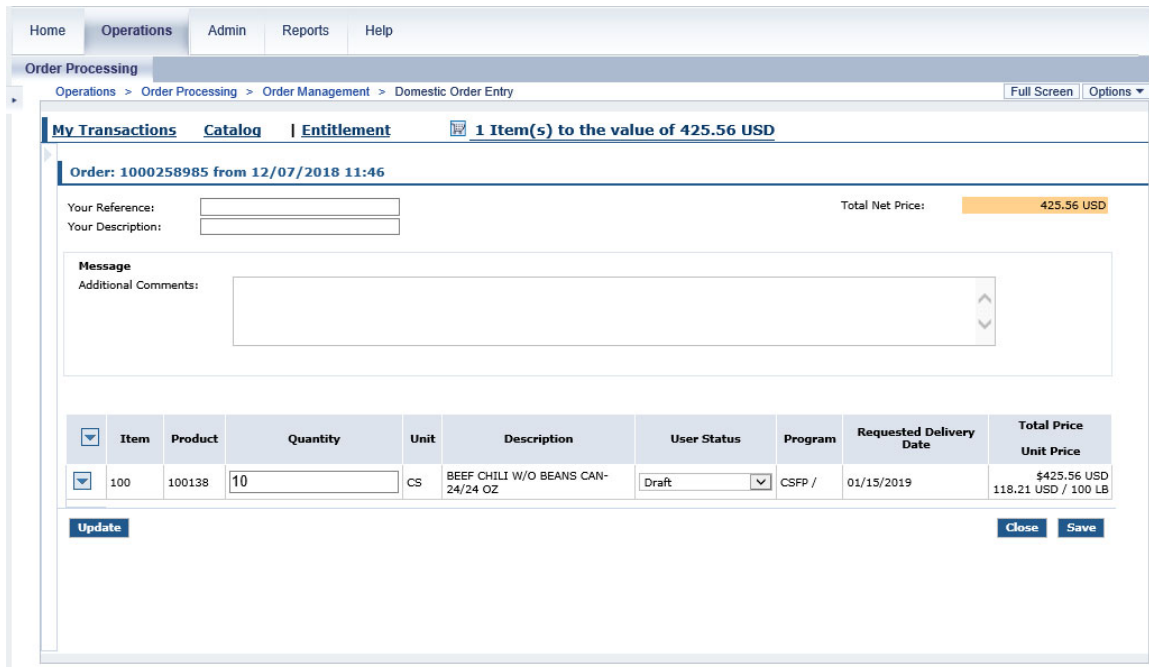 Home Operations Admin Reports Help
Order Processing
Operations > Order Processing > Order Management > Domestic Order Entry Full Screen Options
My Transactions Catalog | Entitlement 1 Item(s) to the value of 425.56 USD
Order: 1000258985 from 12/07/2018 11:46
Your Reference: Total Net Price: 425.56 USD
Your Description:
Message
Additional Comments:
Item Product Quantity Unit Description User Status Program Requested Delivery Date Total Price Unit Price
100 100138 10 CS BEEF CHILI W/O BEANS CAN-24/24 OZ Draft CSFP / 01/15/2019 $425.56 USD 118.21 USD / 100 LB
Update Close Save